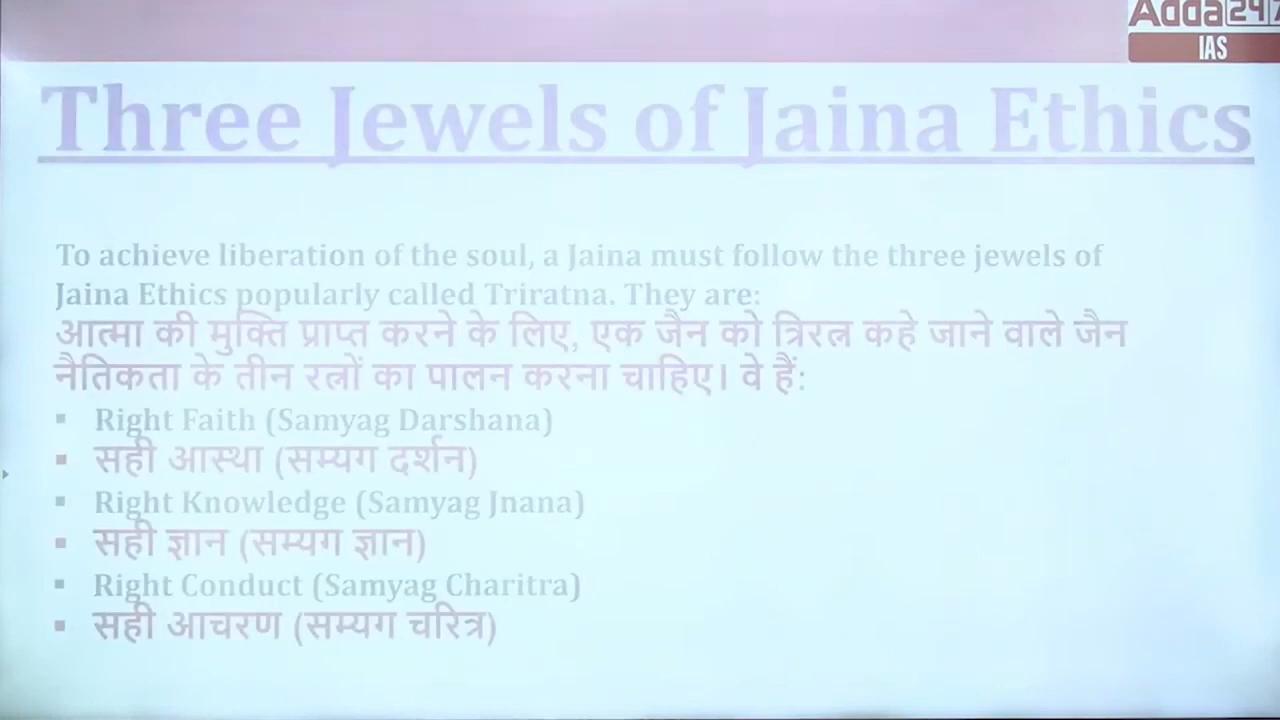 Adda247
IAS
Three Jewels of Jaina Ethics
To achieve liberation of the soul, a Jaina must follow the three jewels of
Jaina Ethics popularly called Triratna. They are:
आत्मा की मुक्ति प्राप्त करने के लिए, एक जैन को त्रिरत्न कहे जाने वाले जैन
नैतिकता के तीन रत्नों का पालन करना चाहिए। वे हैं:
▪ Right Faith (Samyag Darshana)
▪ सही आस्था (सम्यग दर्शन)
▪ Right Knowledge (Samyag Jnana)
▪ सही ज्ञान (सम्यग ज्ञान)
▪ Right Conduct (Samyag Charitra)
▪ सही आचरण (सम्यग चरित्र)